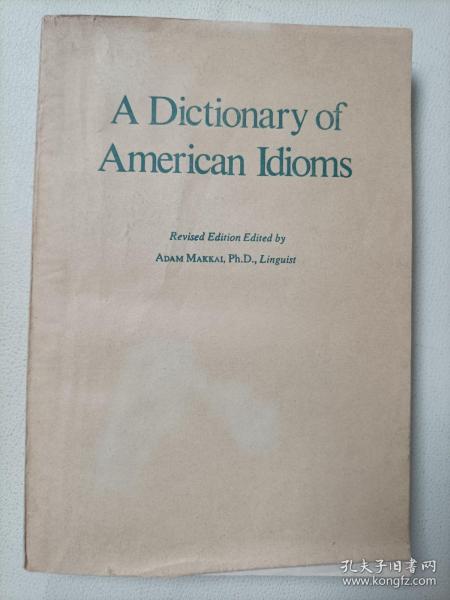 A Dictionary of
American Idioms
Revised Edition Edited by
ADAM MAKKAI, Ph.D., Linguist
孔夫子旧书网
www.kongfz.com